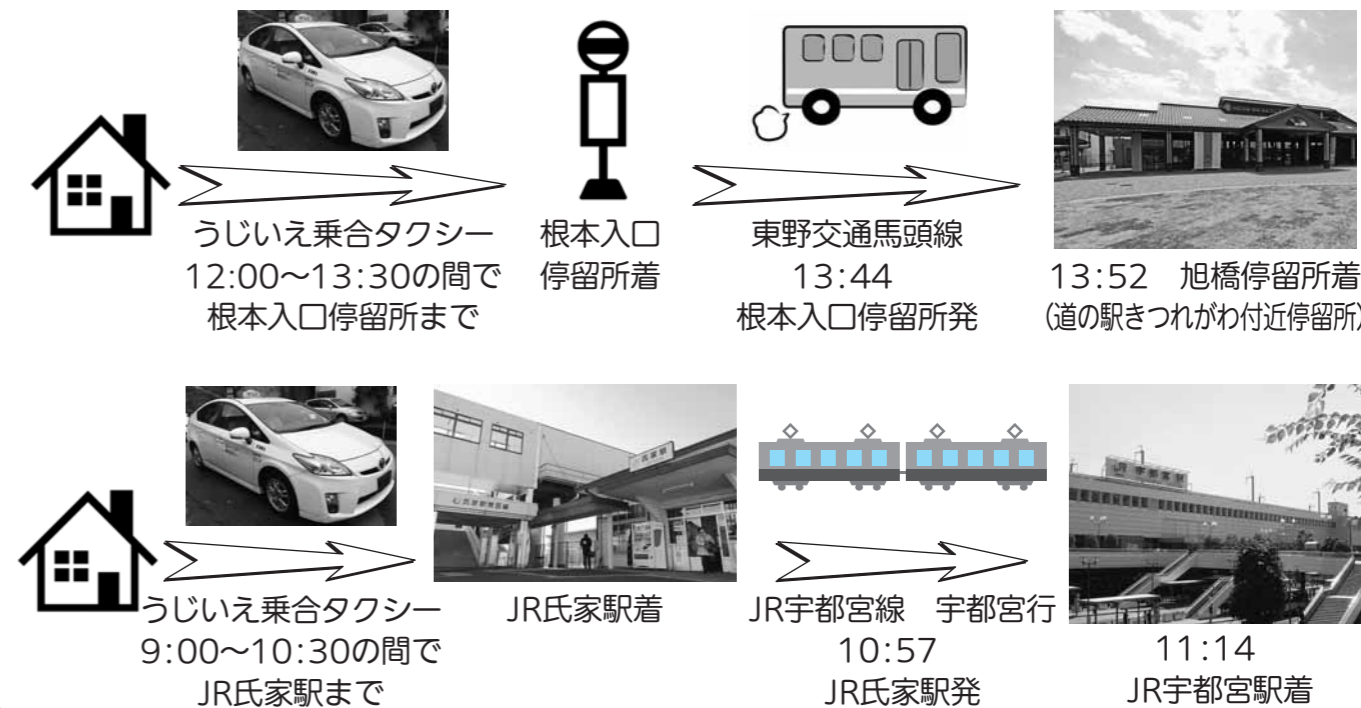 うじいえ乗合タクシー
12:00～13:30の間で
根本入口停留所まで
根本入口
停留所着
東野交通馬頭線
13:44
根本入口停留所発
13:52　旭橋停留所着
（道の駅きつれがわ付近停留所）
うじいえ乗合タクシー
9:00～10:30の間で
JR氏家駅まで
JR氏家駅着
JR宇都宮線　宇都宮行
10:57
JR氏家駅発
11:14
JR宇都宮駅着